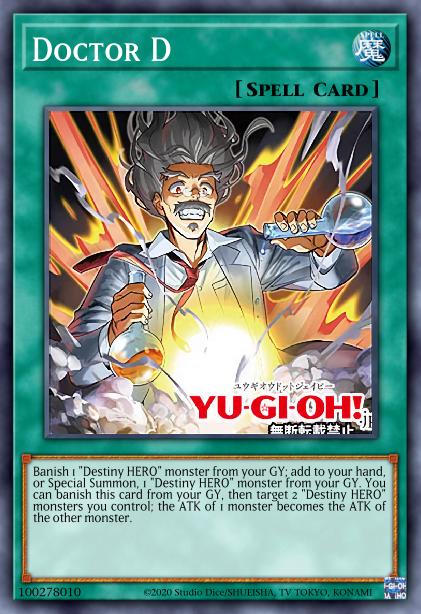 DOCTOR D
SPELL
魔
[ SPELL CARD ]
ユウギオウドットジェイピー
YU-GI-OH!
無断転載禁止
Banish 1 "Destiny HERO" monster from your GY; add to your hand,
or Special Summon, 1 "Destiny HERO" monster from your GY. You
can banish this card from your GY, then target 2 "Destiny HERO"
monsters you control; the ATK of 1 monster becomes the ATK of
the other monster.
100278010
©2020 Studio Dice/SHUEISHA, TV TOKYO, KONAMI